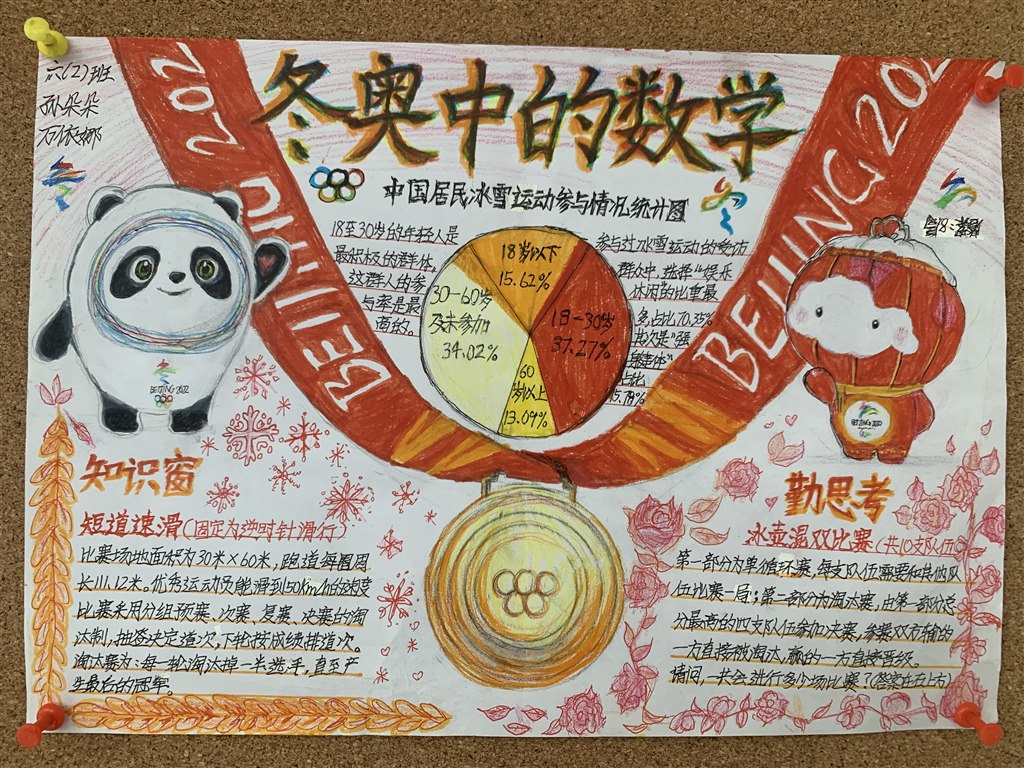 六(2)班
孙朵朵
万依娜
冬奥中的数学
中国居民冰雪运动参与情况统计图
18至30岁的年轻人是
最积极的群体,
这群人的参
与率是最
高的。
18岁以下
15.62%
18-30岁
37.27%
60
岁以上
13.09%
30-60岁
及未参加
34.02%
参与过冰雪运动的受访
群众中,选择"娱乐
休闲"的比重最
多,占比70.35%
其次是"强
身健体"
占比
BEIJING 202
BEIJING 202
BEIJING 2022
BEIJING 2022
知识窗
短道速滑(固定为逆时针滑行)
比赛场地面积为30米×60米,跑道每圈周
长111.12米。优秀运动员能滑到50km/h的速度
比赛采用分组预赛、次赛、复赛、决赛的淘
汰制,抽签决定道次,下轮按成绩排道次。
淘汰赛为:每一轮淘汰掉一半选手,直至产
生最后的冠军。
勤思考
冰壶混双比赛(共10支队伍)
第一部分为单循环赛,每支队伍需要和其他队
伍比赛一局;第二部分为淘汰赛,由第一部分总
分最高的四支队伍参加决赛,参赛双方输的
一方直接被淘汰,赢的一方直接晋级。
请问,一共会进行多少场比赛?(答案在右上方)